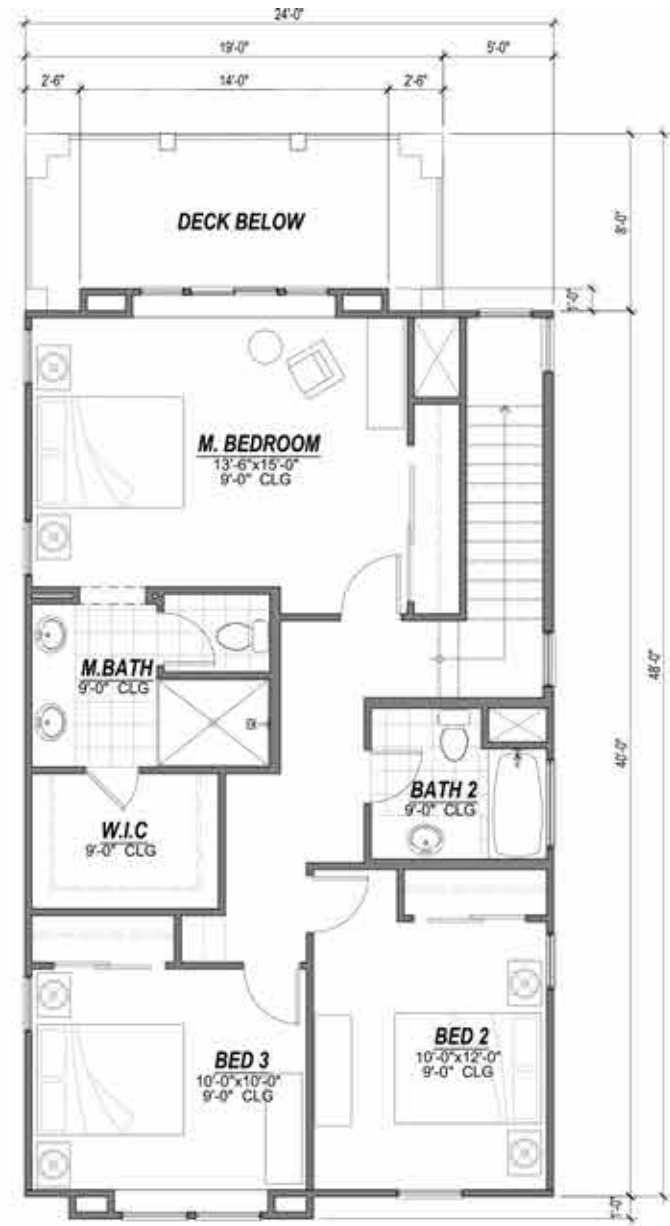 24'-0"
19'-0" 5'-0"
2'-6" 14'-0" 2'-6"
DECK BELOW
8'-0"
1'-0"
M. BEDROOM
13'-6"x15'-0"
9'-0" CLG
48'-0"
M.BATH
9'-0" CLG
40'-0"
BATH 2
9'-0" CLG
W.I.C
9'-0" CLG
BED 2
10'-0"x12'-0"
9'-0" CLG
BED 3
10'-0"x10'-0"
9'-0" CLG
1'-0"